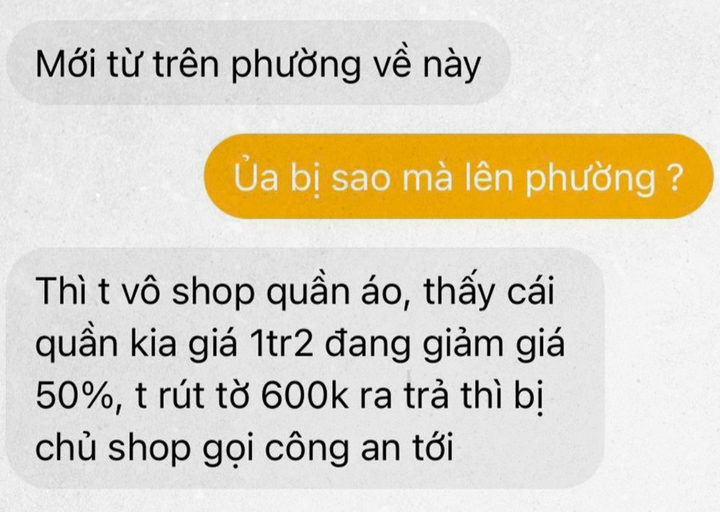 Mới từ trên phường về này
Ủa bị sao mà lên phường ?
Thì t vô shop quần áo, thấy cái
quần kia giá 1tr2 đang giảm giá
50%, t rút tờ 600k ra trả thì bị
chủ shop gọi công an tới